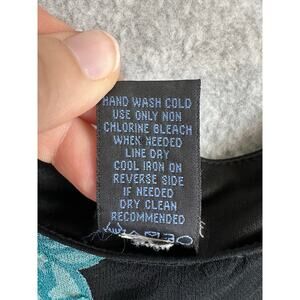 HAND WASH COLD
USE ONLY NON
CHLORINE BLEACH
WHEN NEEDED
LINE DRY
COOL IRON ON
REVERSE SIDE
IF NEEDED
DRY CLEAN
RECOMMENDED